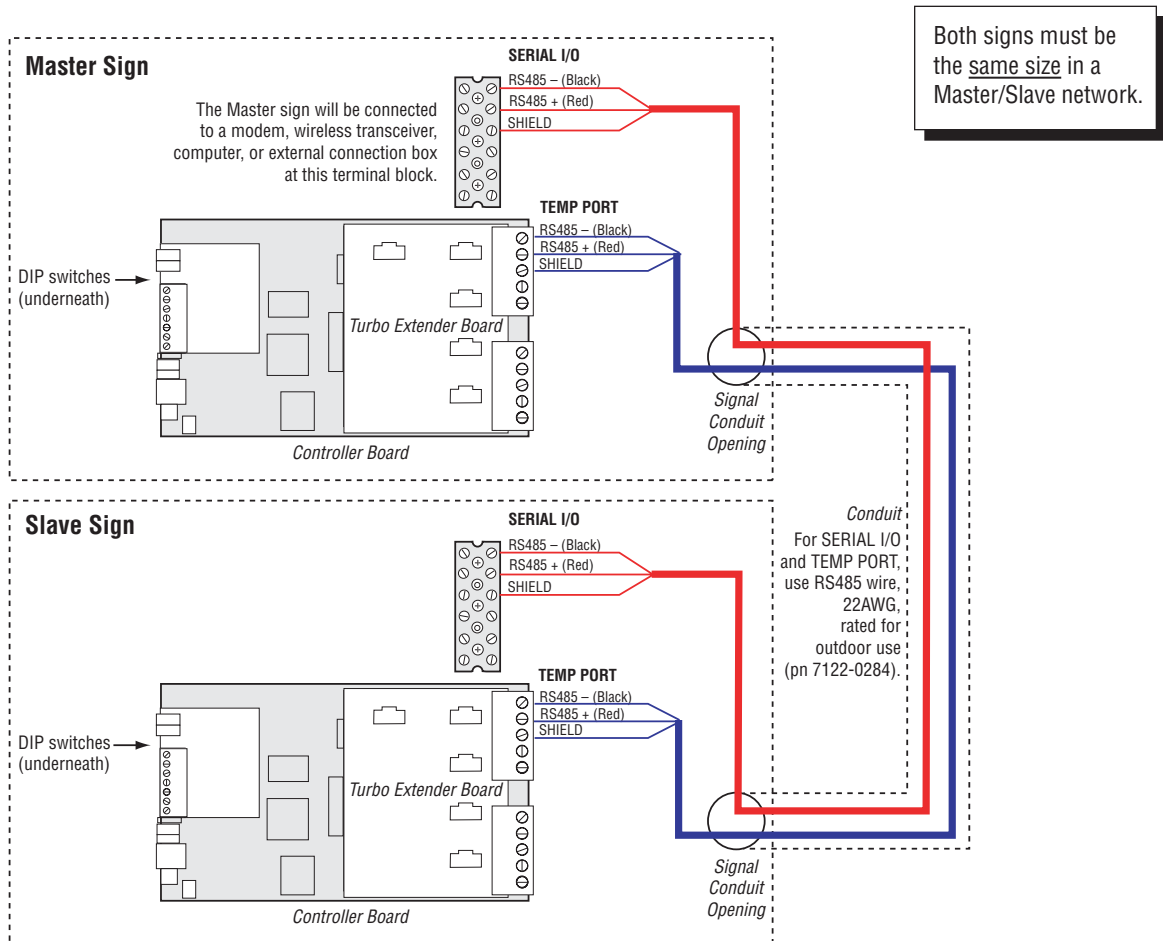 Both signs must be
the same size in a
Master/Slave network.
Master Sign
SERIAL I/O
RS485 – (Black)
RS485 + (Red)
SHIELD
The Master sign will be connected
to a modem, wireless transceiver,
computer, or external connection box
at this terminal block.
TEMP PORT
RS485 – (Black)
RS485 + (Red)
SHIELD
DIP switches
(underneath)
Turbo Extender Board
Controller Board
Signal
Conduit
Opening
Slave Sign
SERIAL I/O
RS485 – (Black)
RS485 + (Red)
SHIELD
Conduit
For SERIAL I/O
and TEMP PORT,
use RS485 wire,
22AWG,
rated for
outdoor use
(pn 7122-0284).
TEMP PORT
RS485 – (Black)
RS485 + (Red)
SHIELD
DIP switches
(underneath)
Turbo Extender Board
Controller Board
Signal
Conduit
Opening